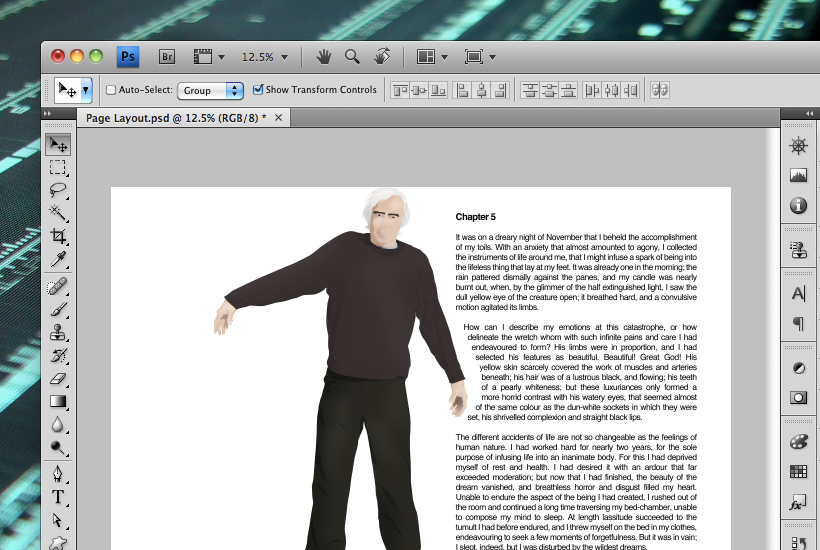 Ps
Br
12.5%
Auto-Select:
Group
Show Transform Controls
Page Layout.psd @ 12.5% (RGB/8) *
Chapter 5
It was on a dreary night of November that I beheld the accomplishment
of my toils. With an anxiety that almost amounted to agony, I collected
the instruments of life around me, that I might infuse a spark of being into
the lifeless thing that lay at my feet. It was already one in the morning; the
rain pattered dismally against the panes, and my candle was nearly
burnt out, when, by the glimmer of the half extinguished light, I saw the
dull yellow eye of the creature open; it breathed hard, and a convulsive
motion agitated its limbs.
How can I describe my emotions at this catastrophe, or how
delineate the wretch whom with such infinite pains and care I had
endeavoured to form? His limbs were in proportion, and I had
selected his features as beautiful. Beautiful! Great God! His
yellow skin scarcely covered the work of muscles and arteries
beneath; his hair was of a lustrous black, and flowing; his teeth
of a pearly whiteness; but these luxuriances only formed a
more horrid contrast with his watery eyes, that seemed almost
of the same colour as the dun-white sockets in which they were
set, his shrivelled complexion and straight black lips.
The different accidents of life are not so changeable as the feelings of
human nature. I had worked hard for nearly two years, for the sole
purpose of infusing life into an inanimate body. For this I had deprived
myself of rest and health. I had desired it with an ardour that far
exceeded moderation; but now that I had finished, the beauty of the
dream vanished, and breathless horror and disgust filled my heart.
Unable to endure the aspect of the being I had created, I rushed out of
the room and continued a long time traversing my bed-chamber, unable
to compose my mind to sleep. At length lassitude succeeded to the
tumult I had before endured, and I threw myself on the bed in my clothes,
endeavouring to seek a few moments of forgetfulness. But it was in vain;
I slept, indeed, but I was disturbed by the wildest dreams.